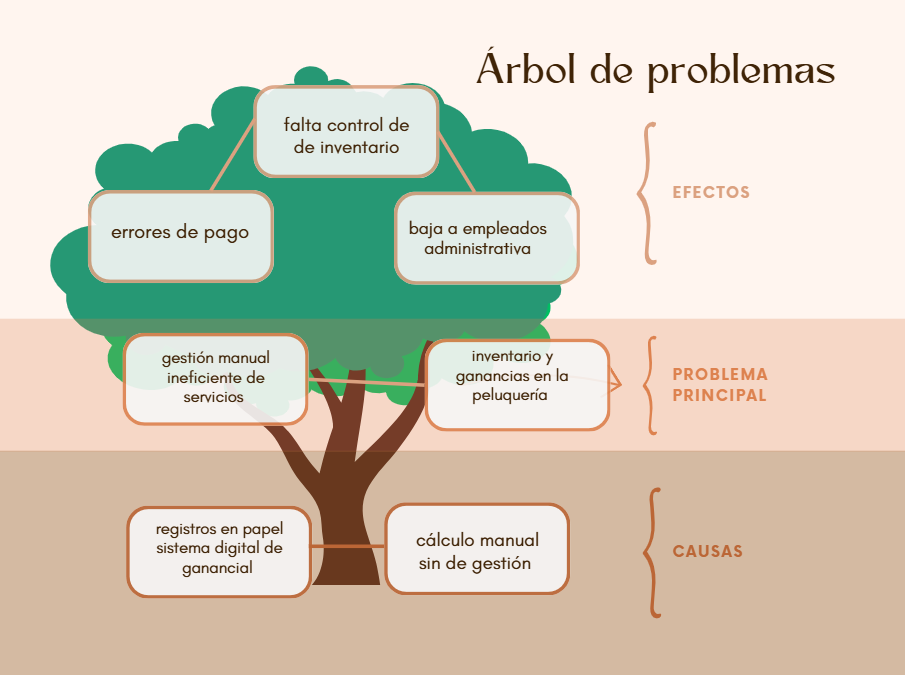 Árbol de problemas
falta control de
de inventario
errores de pago
baja a empleados
administrativa
EFECTOS
gestión manual
ineficiente de
servicios
inventario y
ganancias en la
peluquería
PROBLEMA
PRINCIPAL
registros en papel
sistema digital de
ganancial
cálculo manual
sin de gestión
CAUSAS